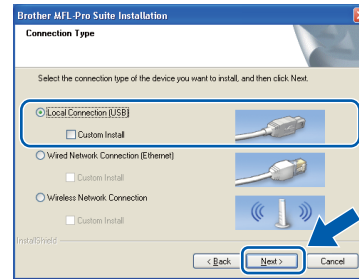 Brother MFL-Pro Suite Installation
Connection Type
Select the connection type of the device you want to install, and then click Next.
Local Connection (USB)
Custom Install
Wired Network Connection (Ethernet)
Custom Install
Wireless Network Connection
Custom Install
InstallShield
< Back
Next >
Cancel